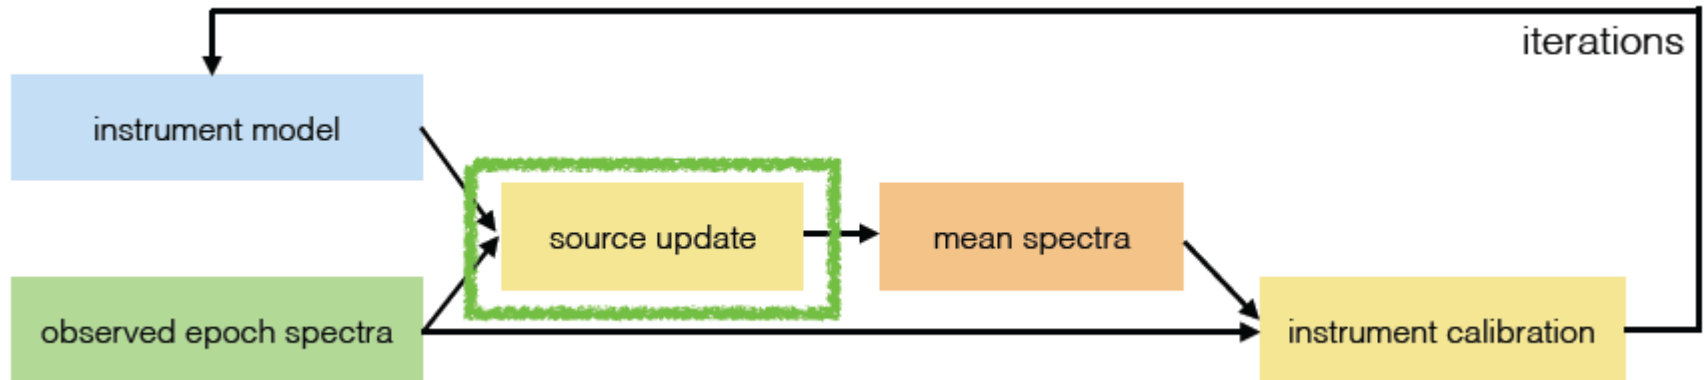 iterations
instrument model
source update
mean spectra
observed epoch spectra
instrument calibration